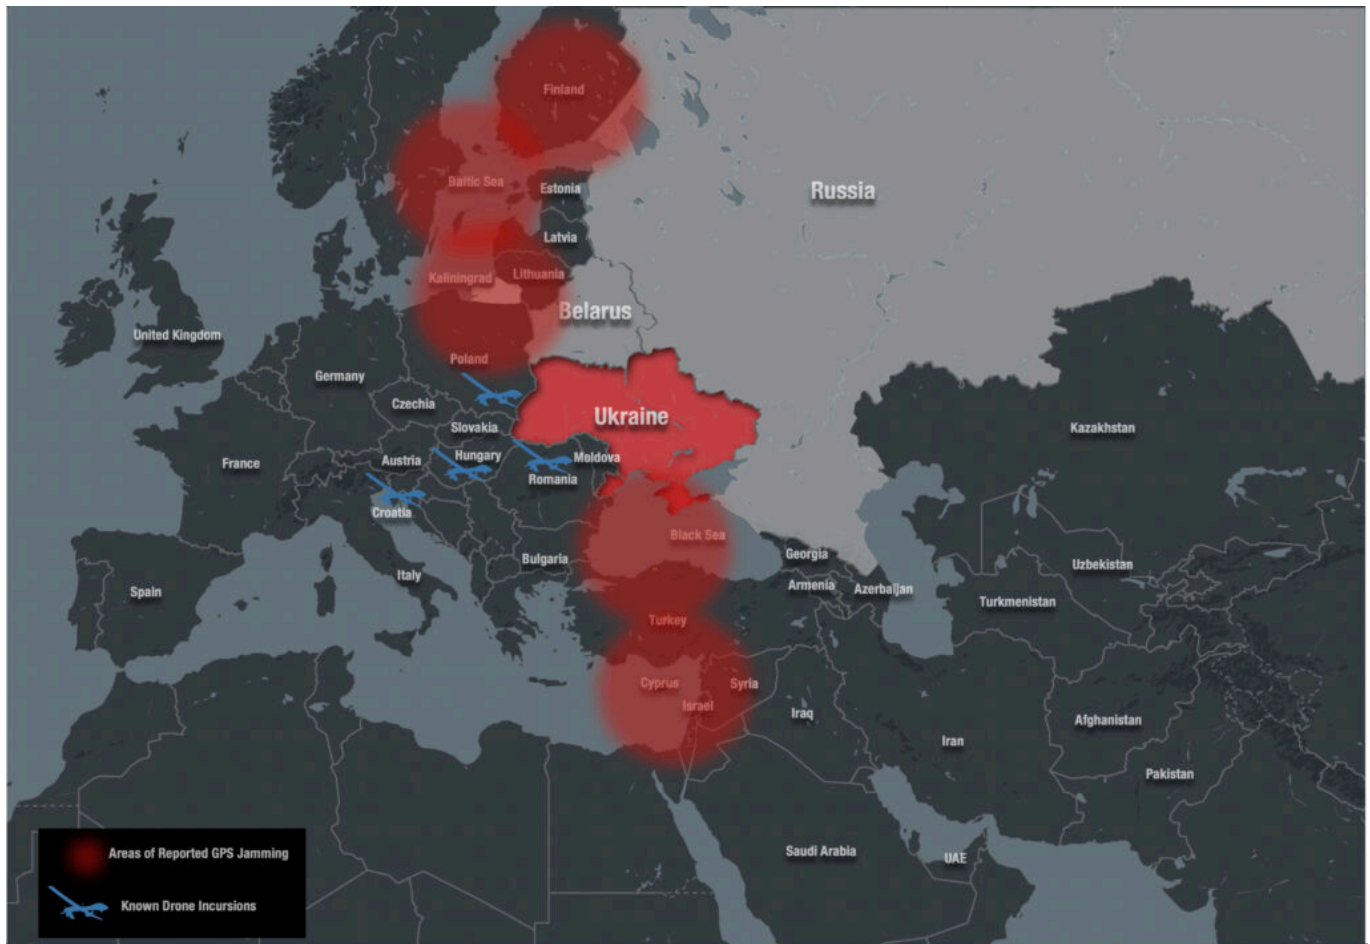 Finland
Russia
Baltic Sea
Estonia
Latvia
Kaliningrad
Lithuania
Belarus
United Kingdom
Poland
Germany
Czechia
Ukraine
Slovakia
Kazakhstan
France
Austria
Hungary
Moldova
Romania
Croatia
Black Sea
Bulgaria
Georgia
Uzbekistan
Italy
Armenia
Azerbaijan
Spain
Turkmenistan
Turkey
Cyprus
Syria
Israel
Iraq
Afghanistan
Iran
Pakistan
Areas of Reported GPS Jamming
Saudi Arabia
UAE
Known Drone Incursions